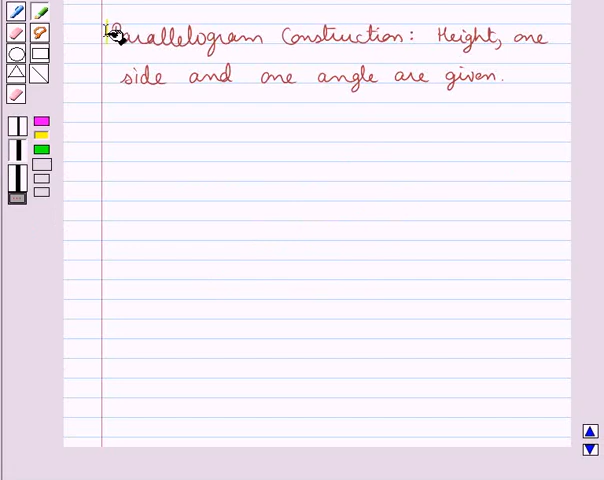 Parallelogram Construction: Height, one
side and one angle are given.